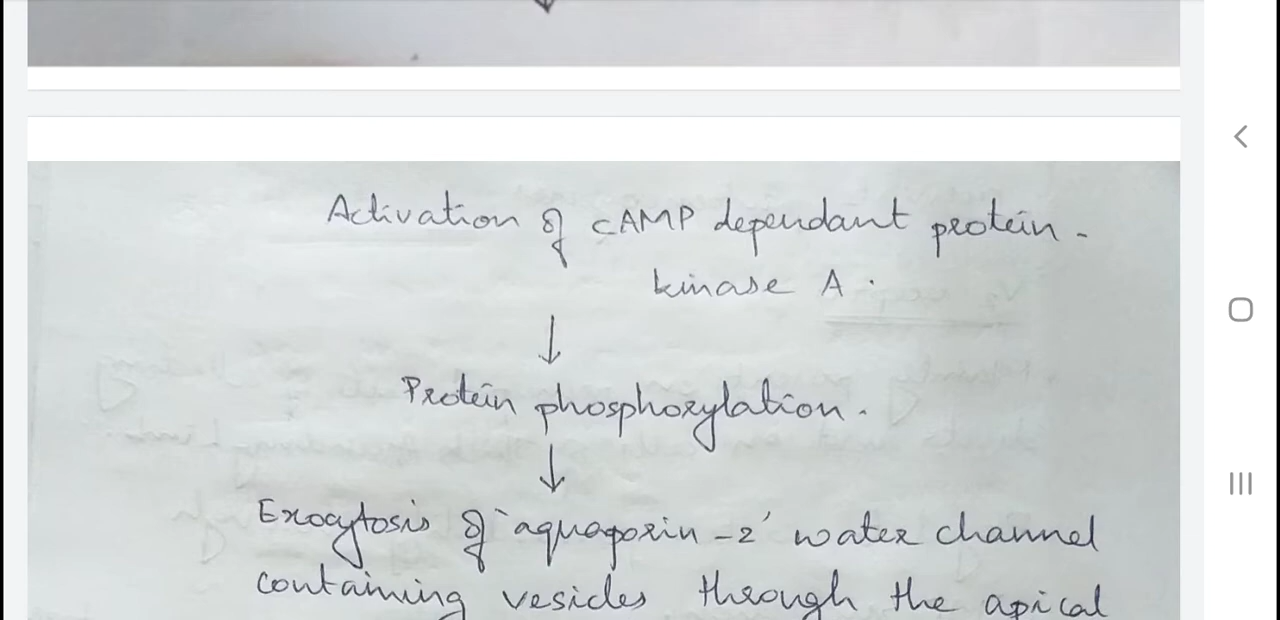 Activation of cAMP dependant protein -
kinase A .
↓
Protein phosphorylation .
↓
Exocytosis of 'aquaporin -2' water channel
containing vesicles through the apical